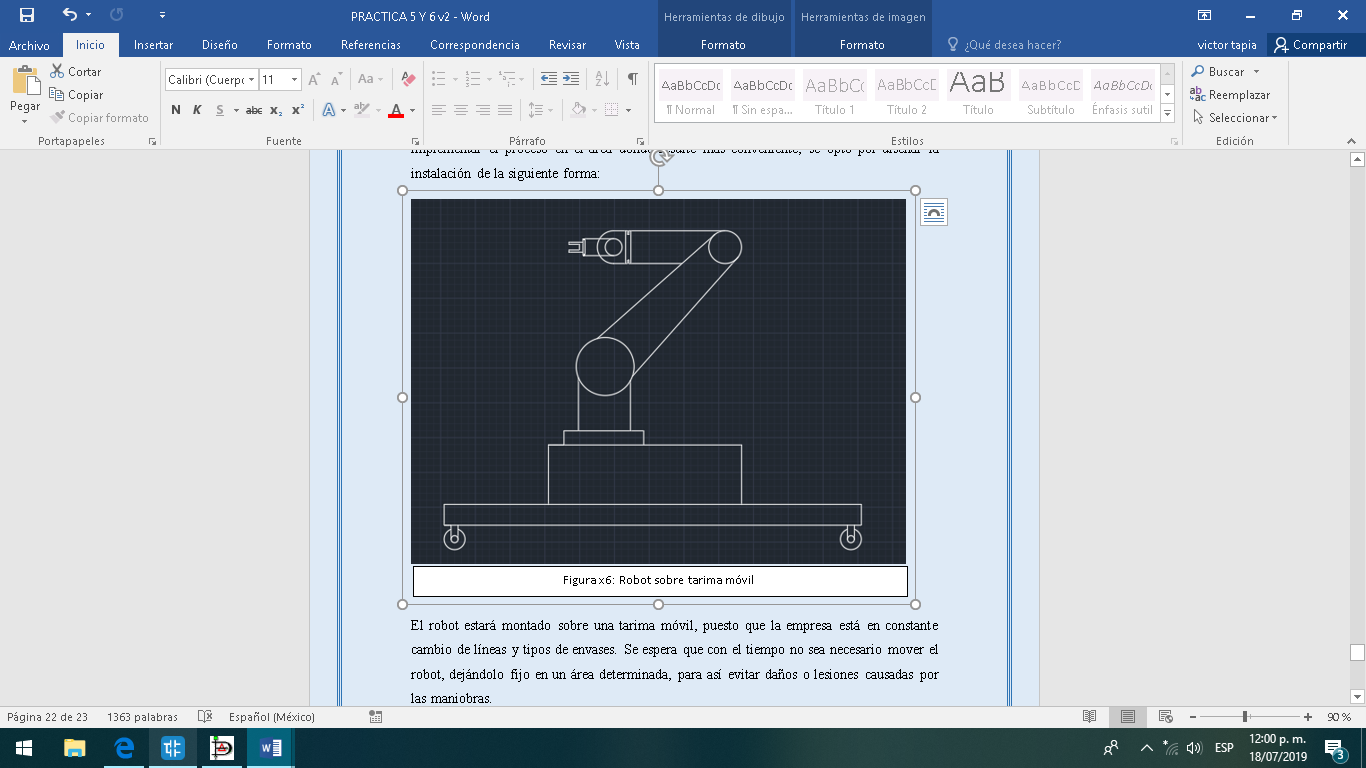 PRACTICA 5 Y 6 v2 - Word
Herramientas de dibujo
Herramientas de imagen
Archivo Inicio Insertar Diseño Formato Referencias Correspondencia Revisar Vista Formato Formato ¿Qué desea hacer? victor tapia Compartir
Pegar
Cortar
Copiar
Copiar formato
Portapapeles
Calibri (Cuerpo 11
N K S abc x₂ x²
Fuente
Párrafo
AaBbCcDc AaBbCcDc AaBbCc AaBbCcD AaB AaBbCcD AaBbCcDc
¶ Normal ¶ Sin espa... Título 1 Título 2 Título Subtítulo Énfasis sutil
Estilos
Buscar
Reemplazar
Seleccionar
Edición
instalación de la siguiente forma:
Figura x6: Robot sobre tarima móvil
El robot estará montado sobre una tarima móvil, puesto que la empresa está en constante
cambio de líneas y tipos de envases. Se espera que con el tiempo no sea necesario mover el
robot, dejándolo fijo en un área determinada, para así evitar daños o lesiones causadas por
las maniobras.
Página 22 de 23 1363 palabras Español (México) 90 %
ESP
12:00 p. m.
18/07/2019
3